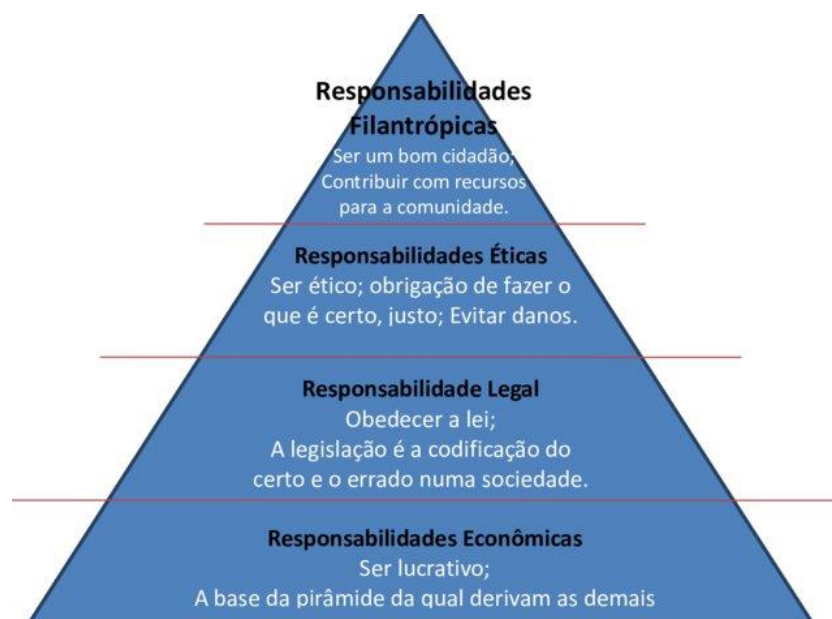 Responsabilidades
Filantrópicas
Ser um bom cidadão;
Contribuir com recursos
para a comunidade.
Responsabilidades Éticas
Ser ético; obrigação de fazer o
que é certo, justo; Evitar danos.
Responsabilidade Legal
Obedecer a lei;
A legislação é a codificação do
certo e o errado numa sociedade.
Responsabilidades Econômicas
Ser lucrativo;
A base da pirâmide da qual derivam as demais